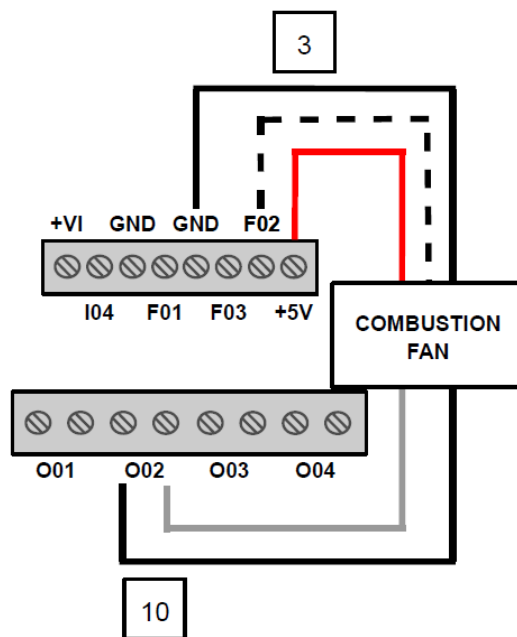 3
+VI GND GND F02
I04 F01 F03 +5V
COMBUSTION
FAN
O01 O02 O03 O04
10